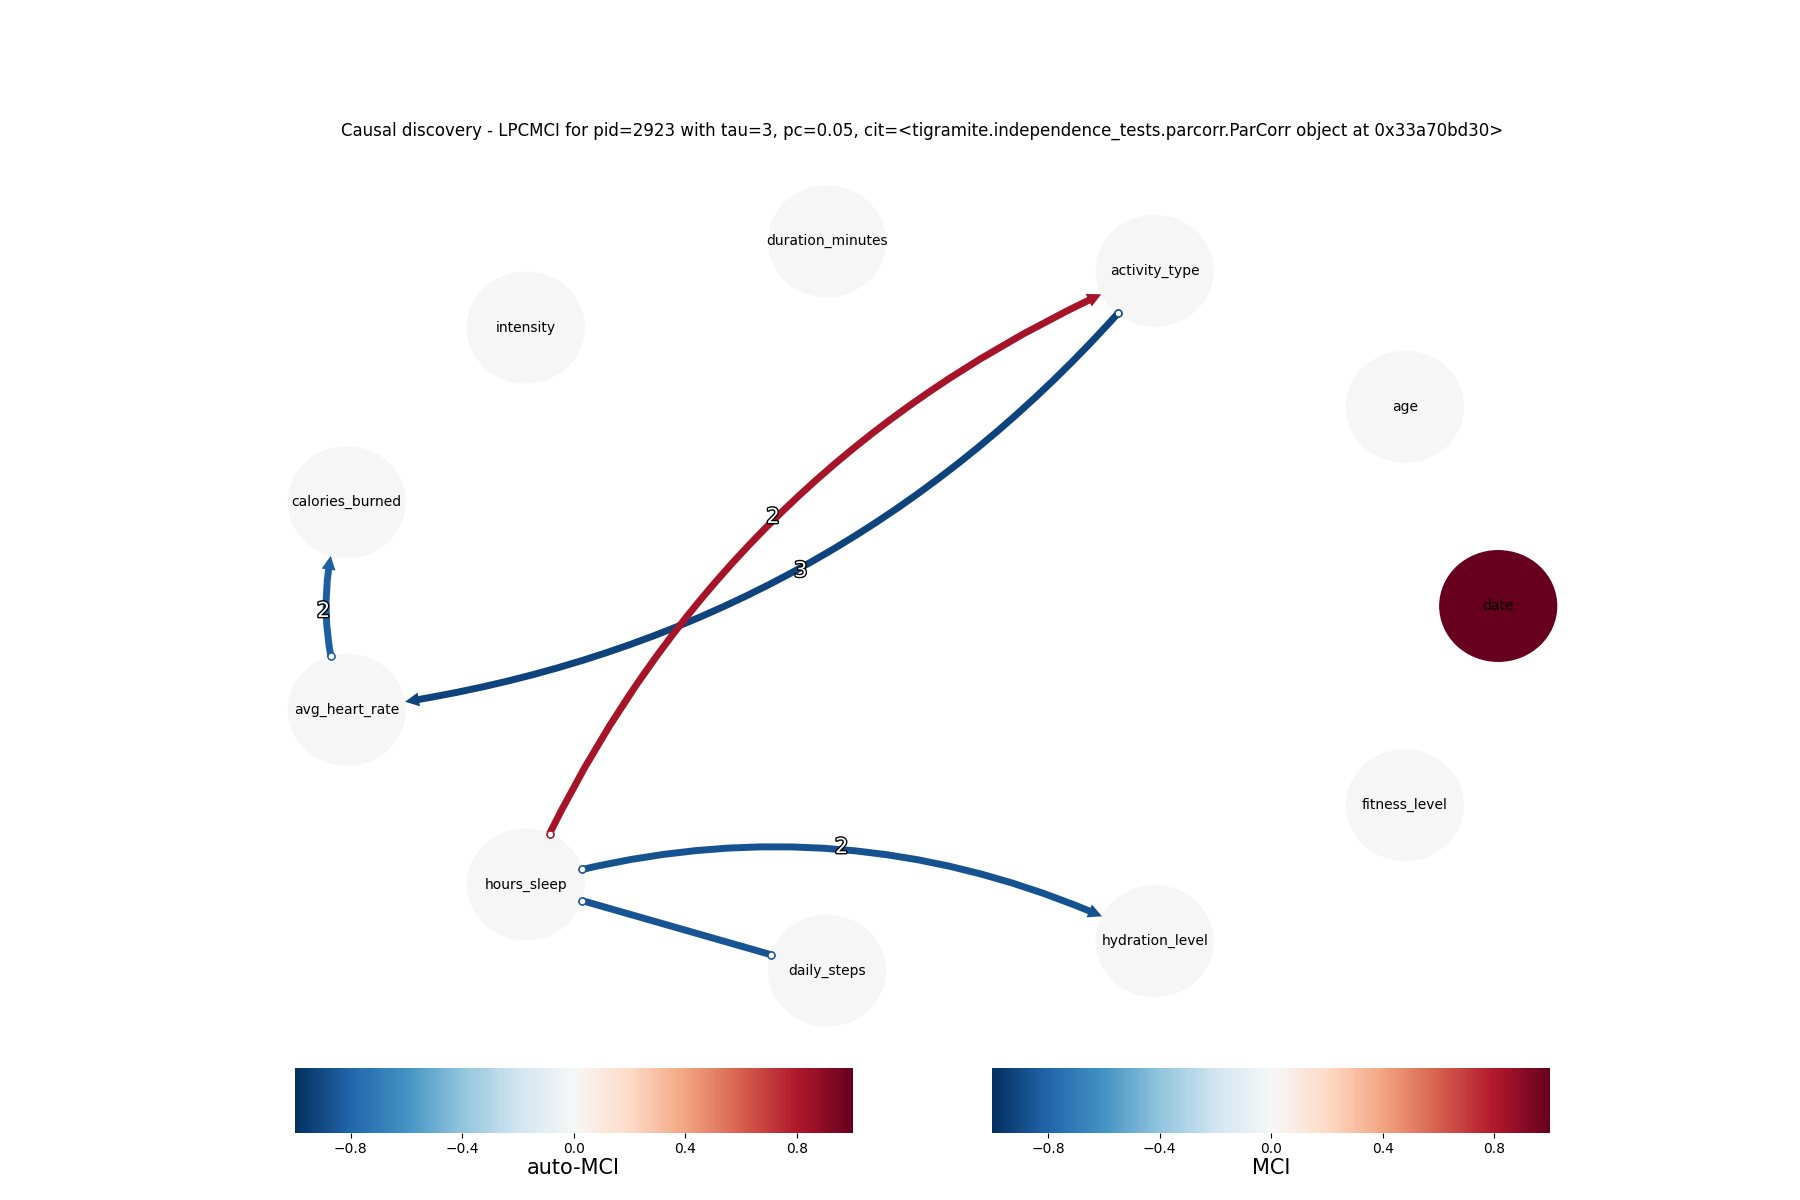 Causal discovery - LPCMCI for pid=2923 with tau=3, pc=0.05, cit=<tigramite.independence_tests.parcorr.ParCorr object at 0x33a70bd30>
duration_minutes
activity_type
intensity
age
calories_burned
2
3
date
2
avg_heart_rate
fitness_level
2
hours_sleep
hydration_level
daily_steps
−0.8 −0.4 0.0 0.4 0.8
auto-MCI
−0.8 −0.4 0.0 0.4 0.8
MCI